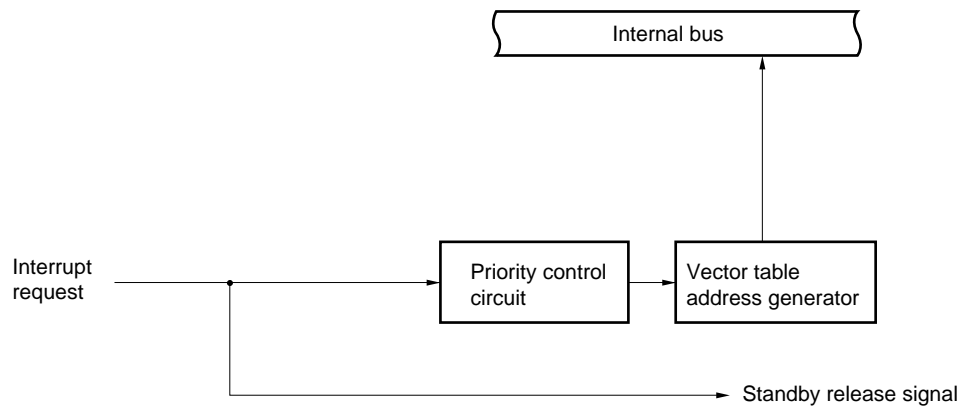 Internal bus
Interrupt
request
Priority control
circuit
Vector table
address generator
Standby release signal